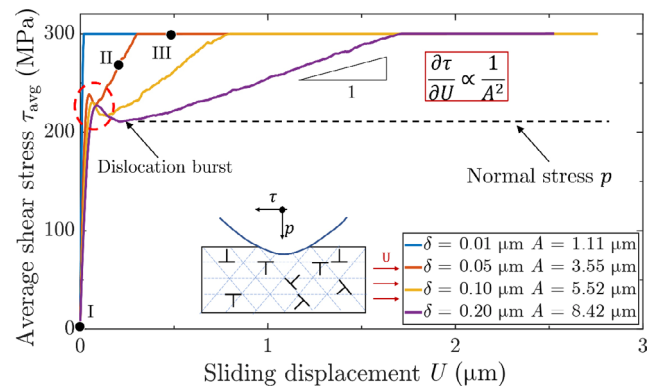 300
200
100
0
Average shear stress τavg (MPa)
II
III
I
∂τ/∂U ∝ 1/A²
1
Dislocation burst
Normal stress p
τ
p
U
δ = 0.01 μm A = 1.11 μm
δ = 0.05 μm A = 3.55 μm
δ = 0.10 μm A = 5.52 μm
δ = 0.20 μm A = 8.42 μm
0 1 2 3
Sliding displacement U (μm)